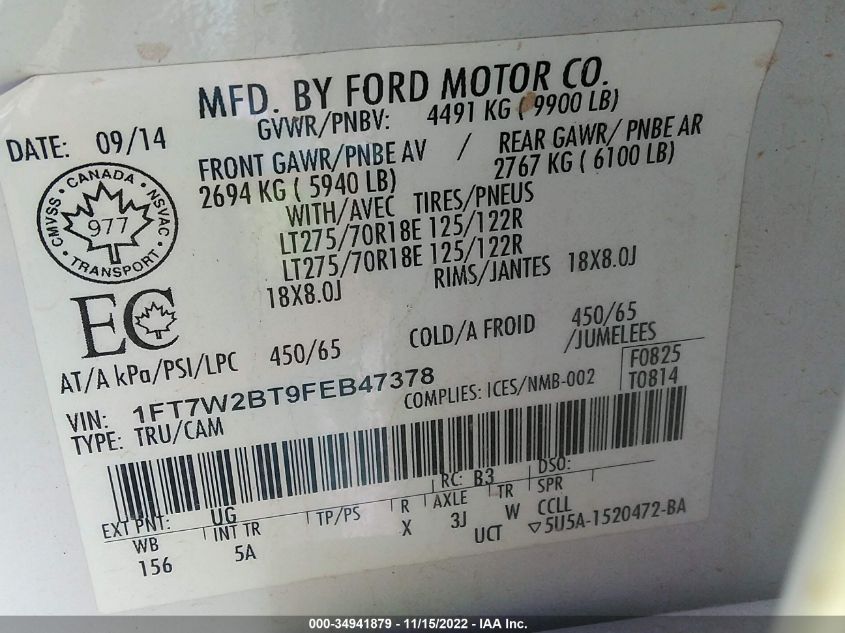 MFD. BY FORD MOTOR CO.
DATE: 09/14
GVWR/PNBV: 4491 KG ( 9900 LB)
FRONT GAWR/PNBE AV / REAR GAWR/ PNBE AR
2694 KG ( 5940 LB) 2767 KG ( 6100 LB)
WITH/AVEC TIRES/PNEUS
LT275/70R18E 125/122R
LT275/70R18E 125/122R
18X8.0J RIMS/JANTES 18X8.0J
CMVSS • CANADA • NSVAC • TRANSPORT •
977
EC
AT/A kPa/PSI/LPC 450/65 COLD/A FROID 450/65
/JUMELEES
VIN: 1FT7W2BT9FEB47378
COMPLIES: ICES/NMB-002
F0825
T0814
TYPE: TRU/CAM
EXT PNT: UG RC: B3 DSO:
WB INT TR TP/PS R AXLE TR SPR
156 5A X 3J W CCLL
UCT ▽5U5A-1520472-BA
000-34941879 - 11/15/2022 - IAA Inc.